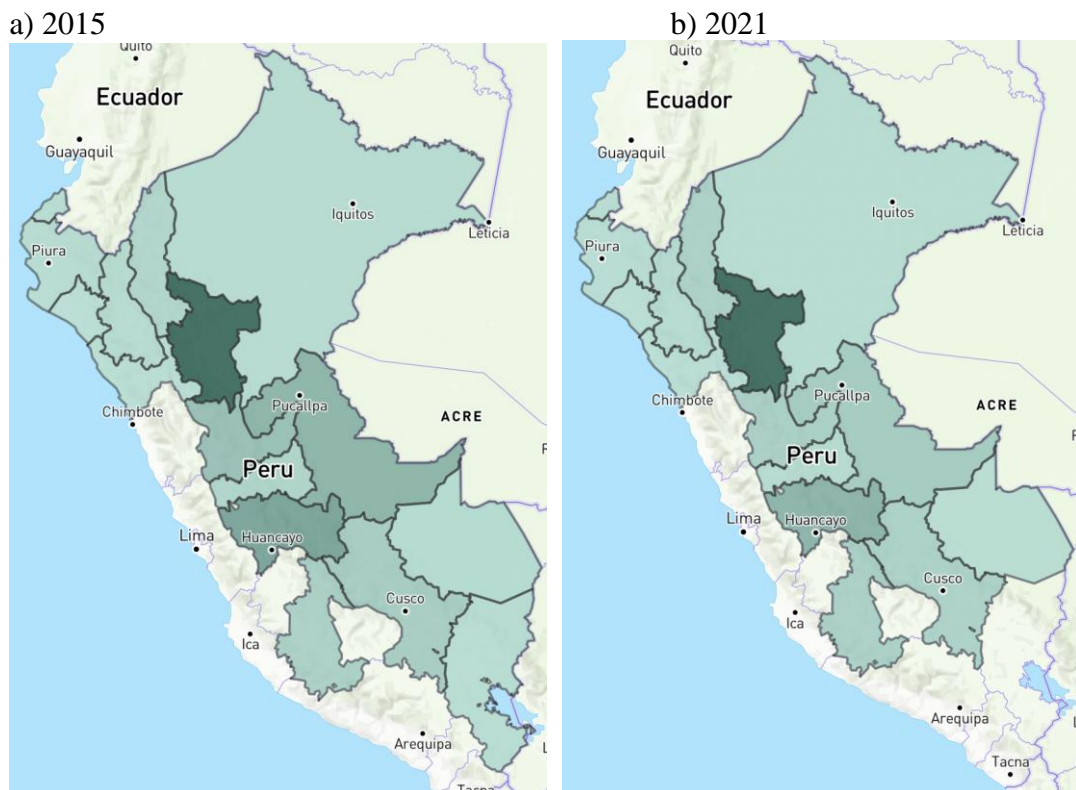 a) 2015
b) 2021
Quito
Ecuador
Guayaquil
Iquitos
Leticia
Piura
Chimbote
Pucallpa
ACRE
Peru
Lima
Huancayo
Cusco
Ica
Arequipa
Tacna
Quito
Ecuador
Guayaquil
Iquitos
Leticia
Piura
Chimbote
Pucallpa
ACRE
Peru
Lima
Huancayo
Cusco
Ica
Arequipa
Tacna